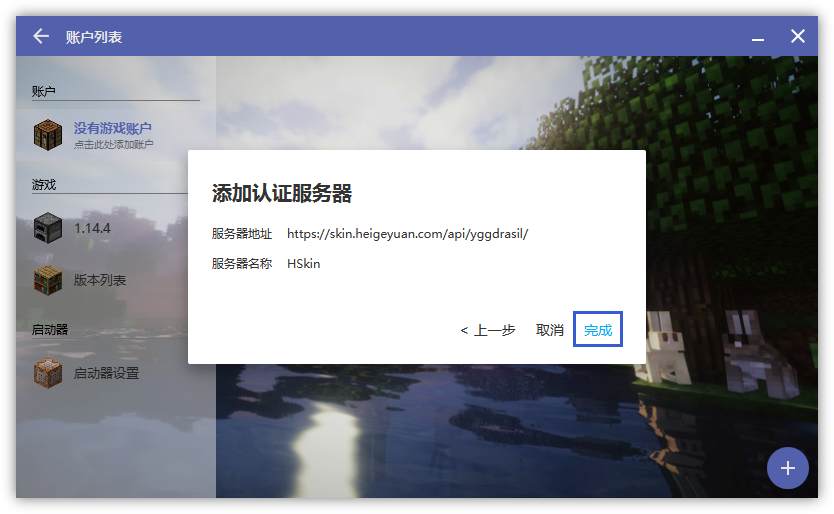 账户列表
账户
没有游戏账户
点击此处添加账户
游戏
1.14.4
版本列表
启动器
启动器设置
添加认证服务器
服务器地址 https://skin.heigeyuan.com/api/yggdrasil/
服务器名称 HSkin
< 上一步 取消 完成